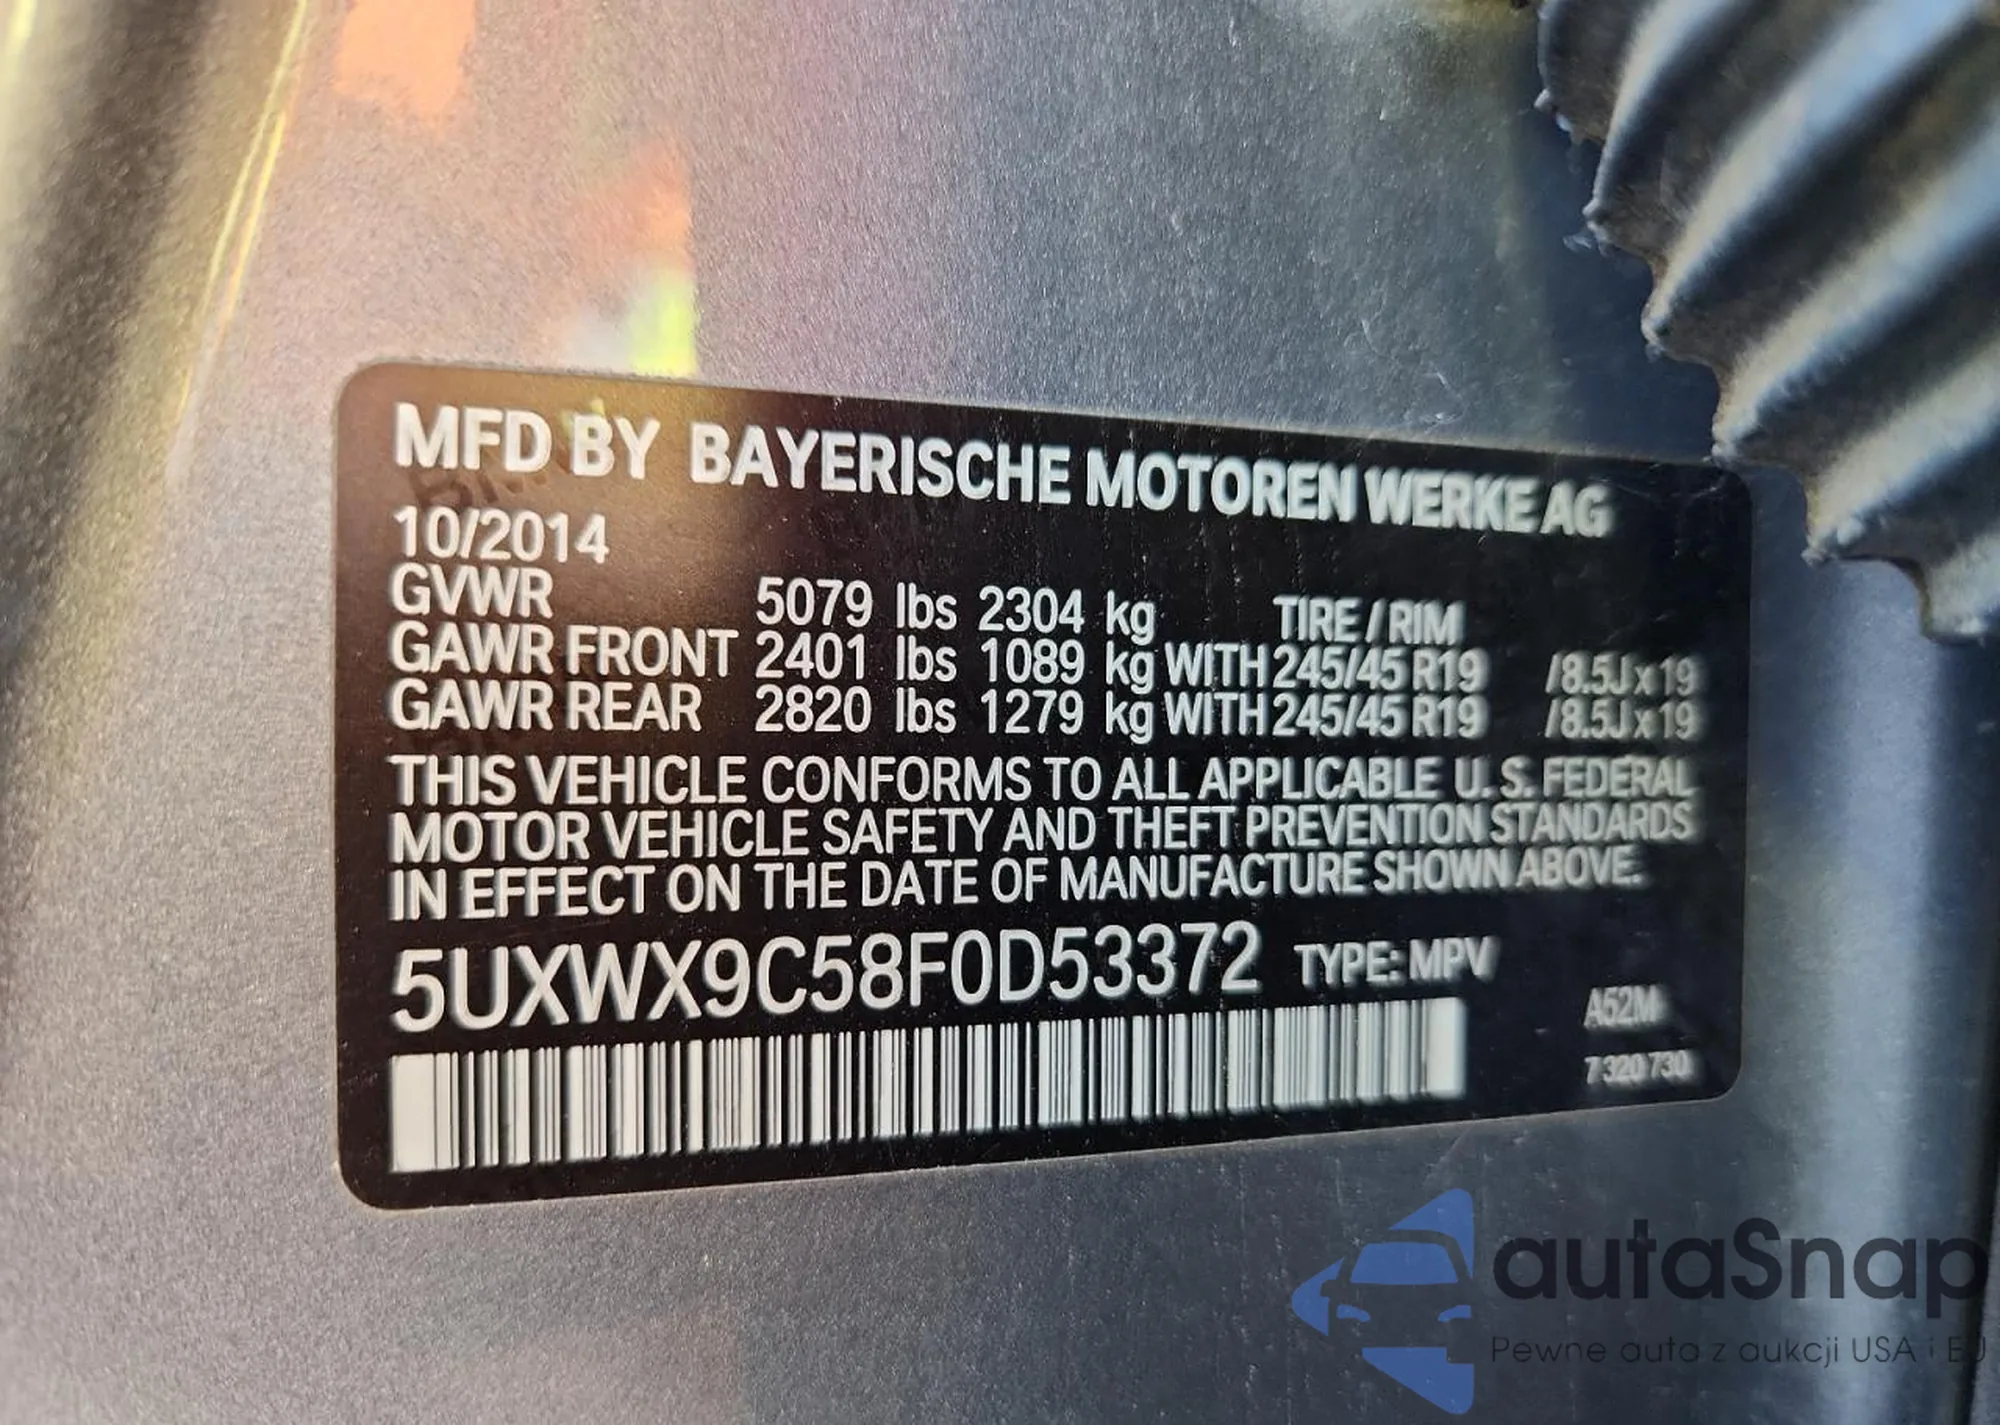 MFD BY BAYERISCHE MOTOREN WERKE AG
10/2014
GVWR 5079 lbs 2304 kg TIRE / RIM
GAWR FRONT 2401 lbs 1089 kg WITH 245/45 R19 /8.5J x 19
GAWR REAR 2820 lbs 1279 kg WITH 245/45 R19 /8.5J x 19
THIS VEHICLE CONFORMS TO ALL APPLICABLE U. S. FEDERAL
MOTOR VEHICLE SAFETY AND THEFT PREVENTION STANDARDS
IN EFFECT ON THE DATE OF MANUFACTURE SHOWN ABOVE.
5UXWX9C58F0D53372 TYPE: MPV
A52M
7 320 730
autaSnap
Pewne auta z aukcji USA i EU